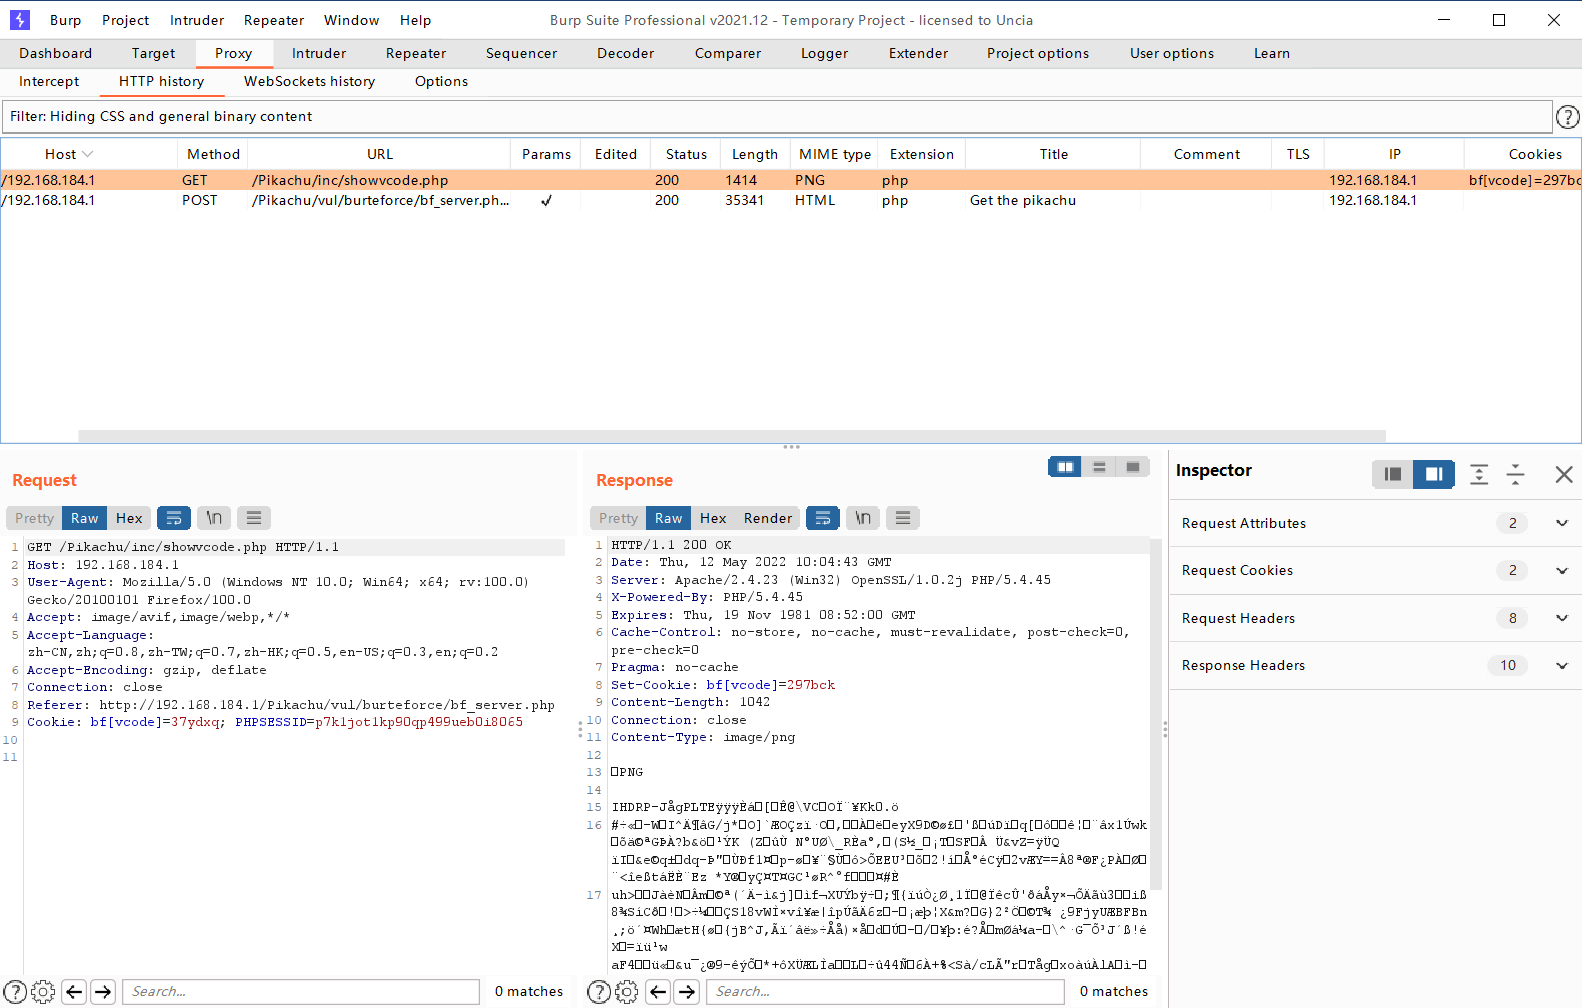 Burp Project Intruder Repeater Window Help Burp Suite Professional v2021.12 - Temporary Project - licensed to Uncia
Dashboard Target Proxy Intruder Repeater Sequencer Decoder Comparer Logger Extender Project options User options Learn
Intercept HTTP history WebSockets history Options
Filter: Hiding CSS and general binary content
Host Method URL Params Edited Status Length MIME type Extension Title Comment TLS IP Cookies
/192.168.184.1 GET /Pikachu/inc/showvcode.php 200 1414 PNG php 192.168.184.1 bf[vcode]=297bc
/192.168.184.1 POST /Pikachu/vul/burteforce/bf_server.ph... ✓ 200 35341 HTML php Get the pikachu 192.168.184.1
Request
Pretty Raw Hex \n
1 GET /Pikachu/inc/showvcode.php HTTP/1.1
2 Host: 192.168.184.1
3 User-Agent: Mozilla/5.0 (Windows NT 10.0; Win64; x64; rv:100.0)
Gecko/20100101 Firefox/100.0
4 Accept: image/avif,image/webp,*/*
5 Accept-Language:
zh-CN,zh;q=0.8,zh-TW;q=0.7,zh-HK;q=0.5,en-US;q=0.3,en;q=0.2
6 Accept-Encoding: gzip, deflate
7 Connection: close
8 Referer: http://192.168.184.1/Pikachu/vul/burteforce/bf_server.php
9 Cookie: bf[vcode]=37ydxq; PHPSESSID=p7k1jot1kp90qp499ueb0i8065
10
11
Search... 0 matches
Response
Pretty Raw Hex Render \n
1 HTTP/1.1 200 OK
2 Date: Thu, 12 May 2022 10:04:43 GMT
3 Server: Apache/2.4.23 (Win32) OpenSSL/1.0.2j PHP/5.4.45
4 X-Powered-By: PHP/5.4.45
5 Expires: Thu, 19 Nov 1981 08:52:00 GMT
6 Cache-Control: no-store, no-cache, must-revalidate, post-check=0,
pre-check=0
7 Pragma: no-cache
8 Set-Cookie: bf[vcode]=297bck
9 Content-Length: 1042
10 Connection: close
11 Content-Type: image/png
12
13 PNG
14
15
16
17
Search... 0 matches
Inspector
Request Attributes 2
Request Cookies 2
Request Headers 8
Response Headers 10